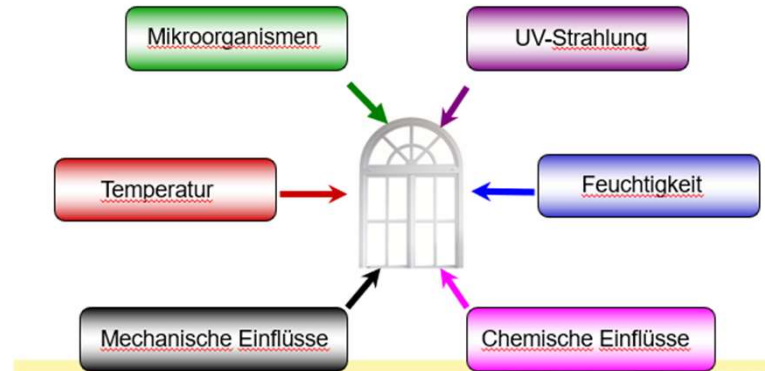 Mikroorganismen
UV-Strahlung
Temperatur
Feuchtigkeit
Mechanische Einflüsse
Chemische Einflüsse